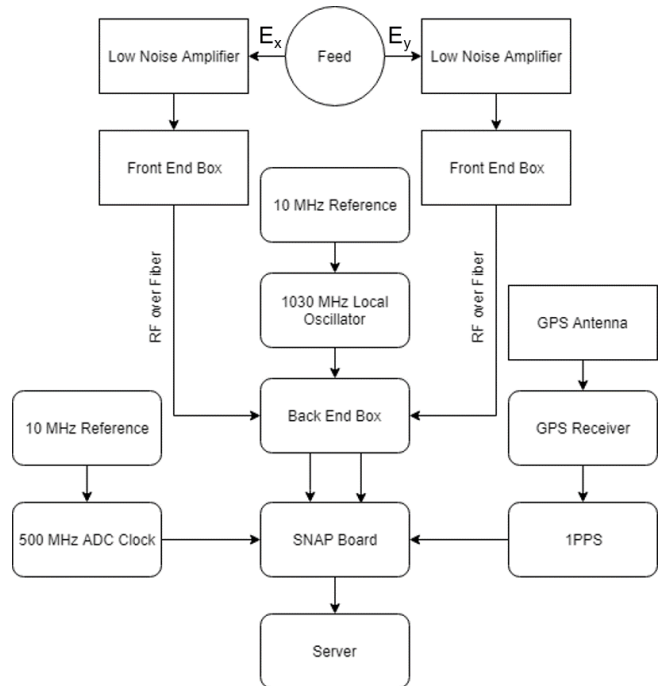 E_x
Feed
E_y
Low Noise Amplifier
Low Noise Amplifier
Front End Box
Front End Box
10 MHz Reference
RF over Fiber
RF over Fiber
1030 MHz Local
Oscillator
GPS Antenna
Back End Box
10 MHz Reference
GPS Receiver
500 MHz ADC Clock
SNAP Board
1PPS
Server